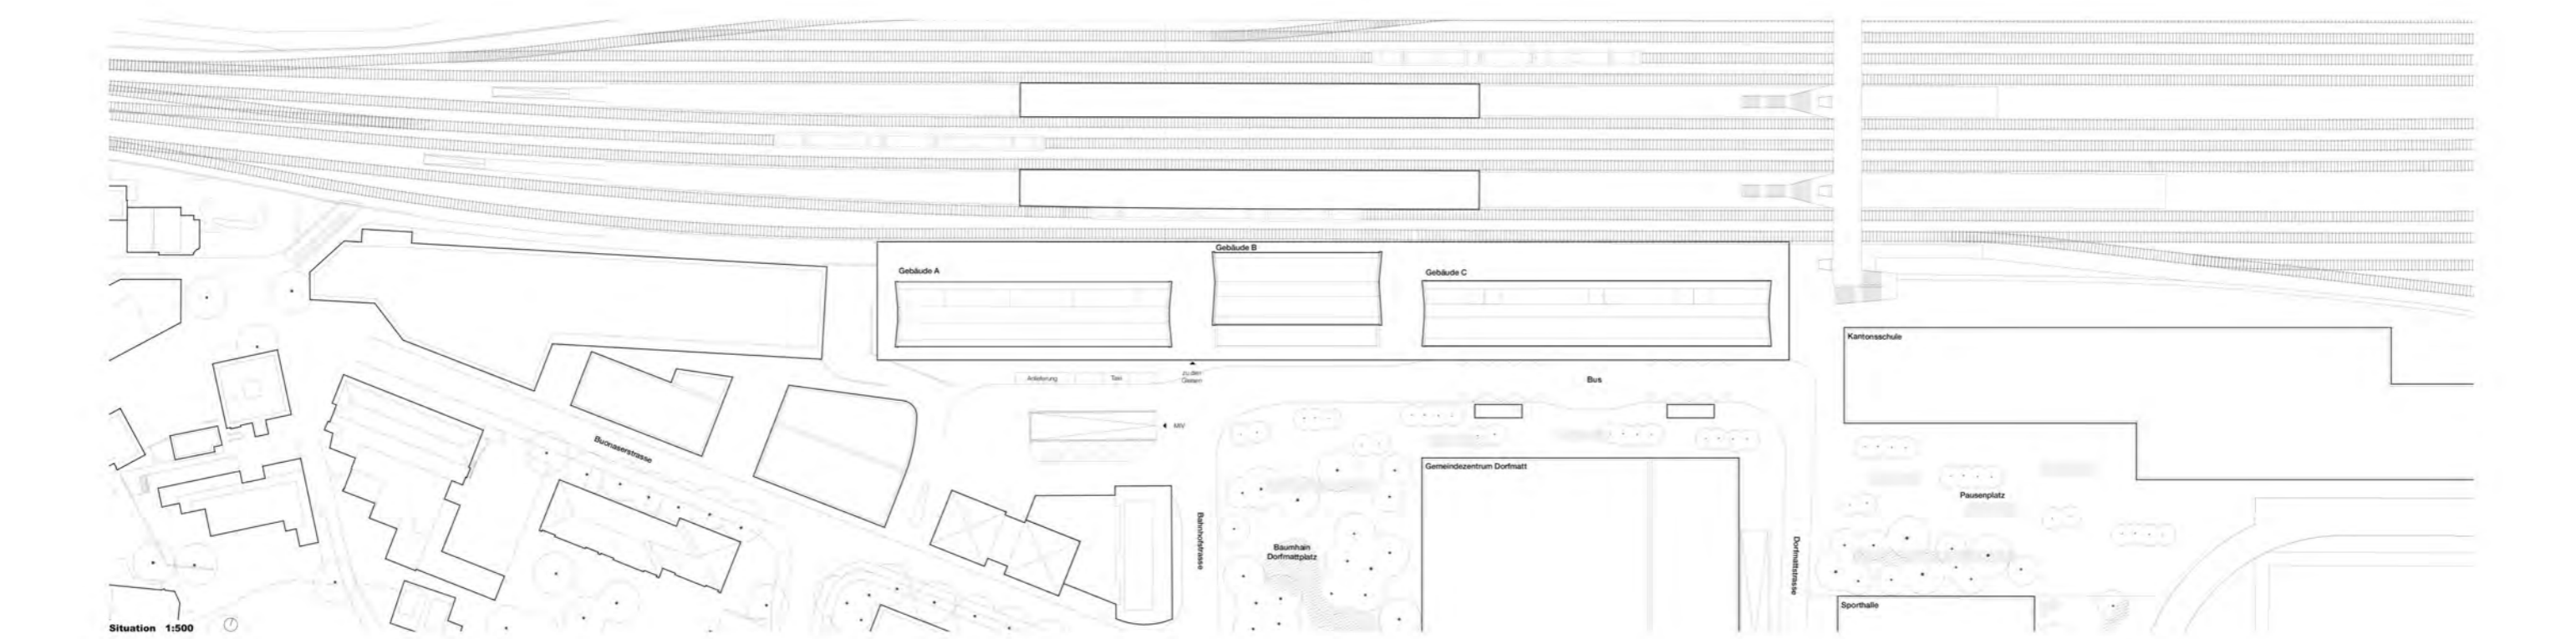 Gebäude B
Gebäude A
Gebäude C
Kantonsschule
Anlieferung
Taxi
zu den
Gleisen
Bus
MIV
Buonaserstrasse
Gemeindezentrum Dorfmatt
Pausenplatz
Bahnhofstrasse
Baumhain
Dorfmattplatz
Dorfmattstrasse
Sporthalle
Situation 1:500